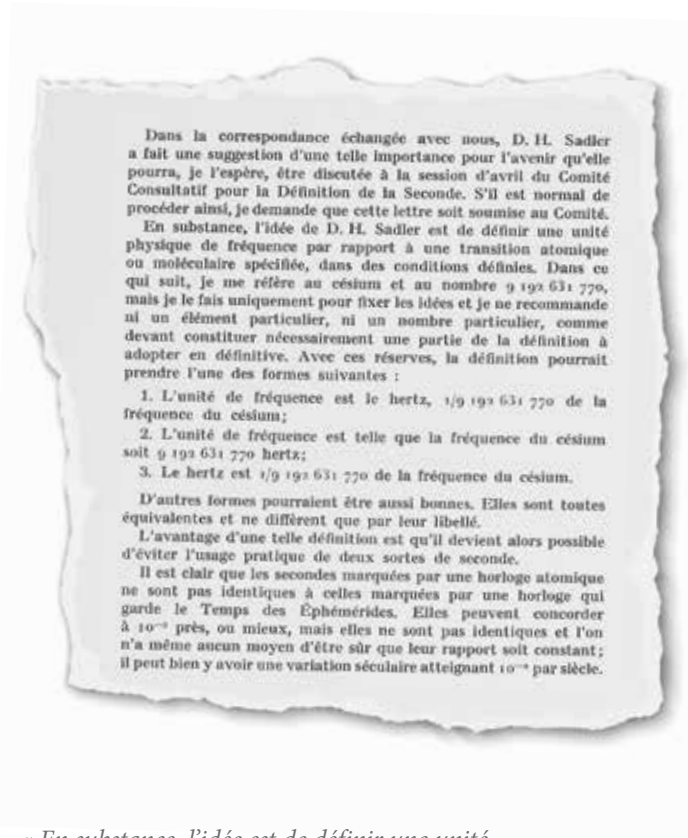 Dans la correspondance échangée avec nous, D. H. Sadler
a fait une suggestion d'une telle importance pour l'avenir qu'elle
pourra, je l'espère, être discutée à la session d'avril du Comité
Consultatif pour la Définition de la Seconde. S'il est normal de
procéder ainsi, je demande que cette lettre soit soumise au Comité.
En substance, l'idée de D. H. Sadler est de définir une unité
physique de fréquence par rapport à une transition atomique
ou moléculaire spécifiée, dans des conditions définies. Dans ce
qui suit, je me réfère au césium et au nombre 9 192 631 770,
mais je le fais uniquement pour fixer les idées et je ne recommande
ni un élément particulier, ni un nombre particulier, comme
devant constituer nécessairement une partie de la définition à
adopter en définitive. Avec ces réserves, la définition pourrait
prendre l'une des formes suivantes :
1. L'unité de fréquence est le hertz, 1/9 192 631 770 de la
fréquence du césium;
2. L'unité de fréquence est telle que la fréquence du césium
soit 9 192 631 770 hertz;
3. Le hertz est 1/9 192 631 770 de la fréquence du césium.
D'autres formes pourraient être aussi bonnes. Elles sont toutes
équivalentes et ne diffèrent que par leur libellé.
L'avantage d'une telle définition est qu'il devient alors possible
d'éviter l'usage pratique de deux sortes de seconde.
Il est clair que les secondes marquées par une horloge atomique
ne sont pas identiques à celles marquées par une horloge qui
garde le Temps des Éphémérides. Elles peuvent concorder
à près, ou mieux, mais elles ne sont pas identiques et l'on
n'a même aucun moyen d'être sûr que leur rapport soit constant;
il peut bien y avoir une variation séculaire atteignant par siècle.
« En substance, l'idée est de définir une unité